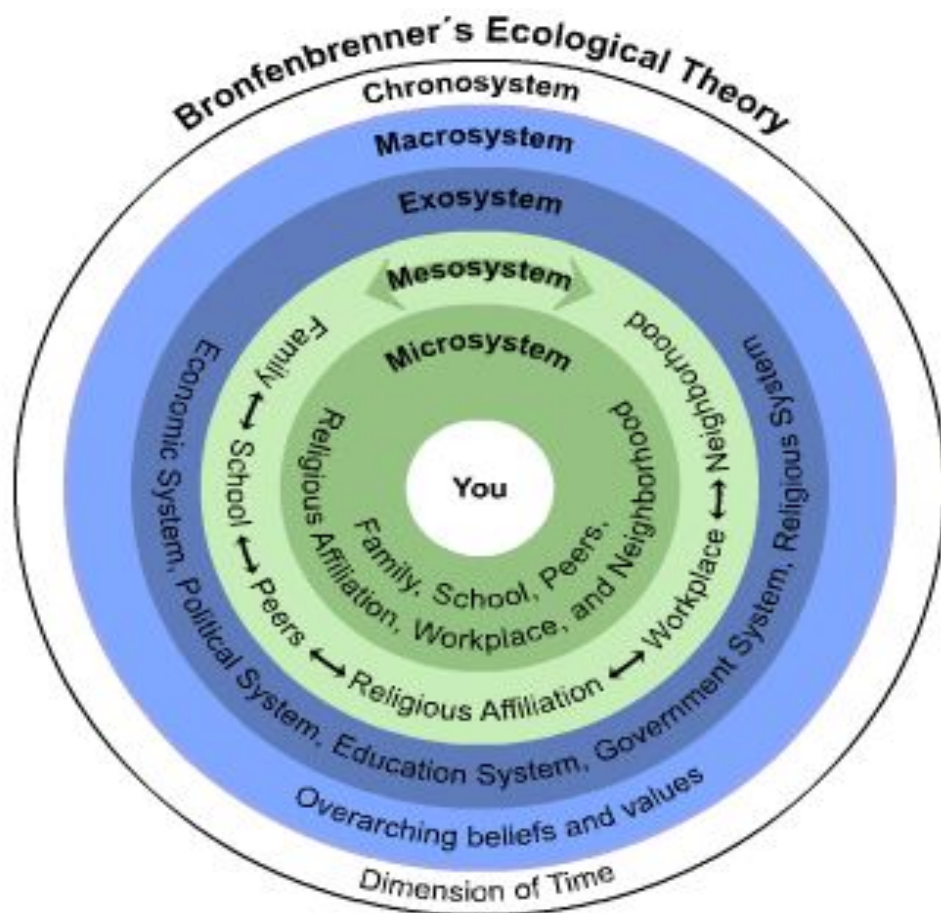 Bronfenbrenner´s Ecological Theory
Chronosystem
Macrosystem
Exosystem
Mesosystem
Microsystem
You
Family, School, Peers,
Religious Affiliation, Workplace, and Neighborhood
Family ↔ School ↔ Peers ↔ Religious Affiliation ↔ Workplace ↔ Neighborhood
Economic System, Political System, Education System, Government System, Religious System
Overarching beliefs and values
Dimension of Time